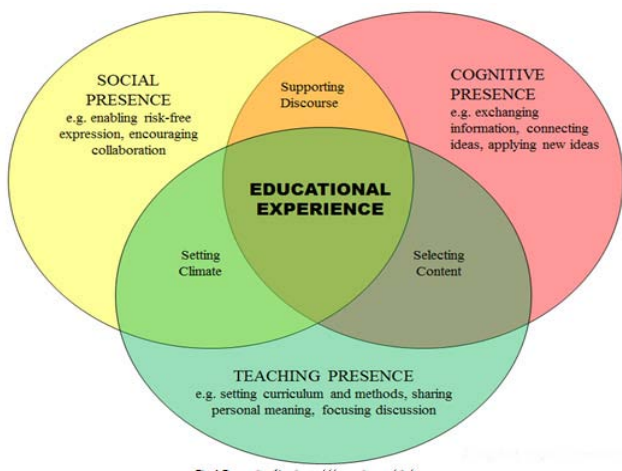 SOCIAL
PRESENCE
e.g. enabling risk-free
expression, encouraging
collaboration
Supporting
Discourse
COGNITIVE
PRESENCE
e.g. exchanging
information, connecting
ideas, applying new ideas
EDUCATIONAL
EXPERIENCE
Setting
Climate
Selecting
Content
TEACHING PRESENCE
e.g. setting curriculum and methods, sharing
personal meaning, focusing discussion